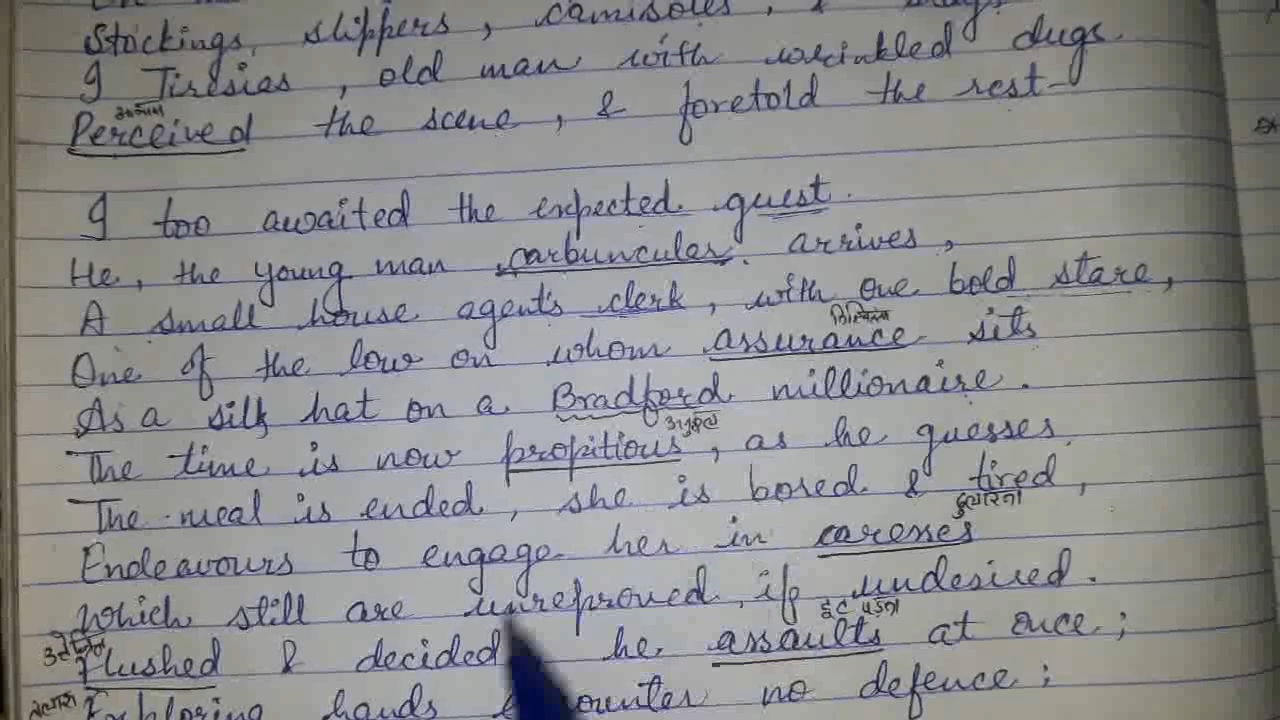 Stockings, slippers, camisoles, &
I Tiresias, old man with wrinkled dugs.
Perceived the scene, & foretold the rest-
I too awaited the expected guest.
He, the young man carbuncular arrives,
A small house agent's clerk, with one bold stare,
One of the low on whom assurance sits
As a silk hat on a Bradford millionaire.
The time is now propitious, as he guesses,
The meal is ended, she is bored & tired,
Endeavours to engage her in caresses
दुलारना
which still are unreproved, if undesired.
टूट पड़ना
Flushed & decided he assaults at once;
Exploring hands encounter no defence;